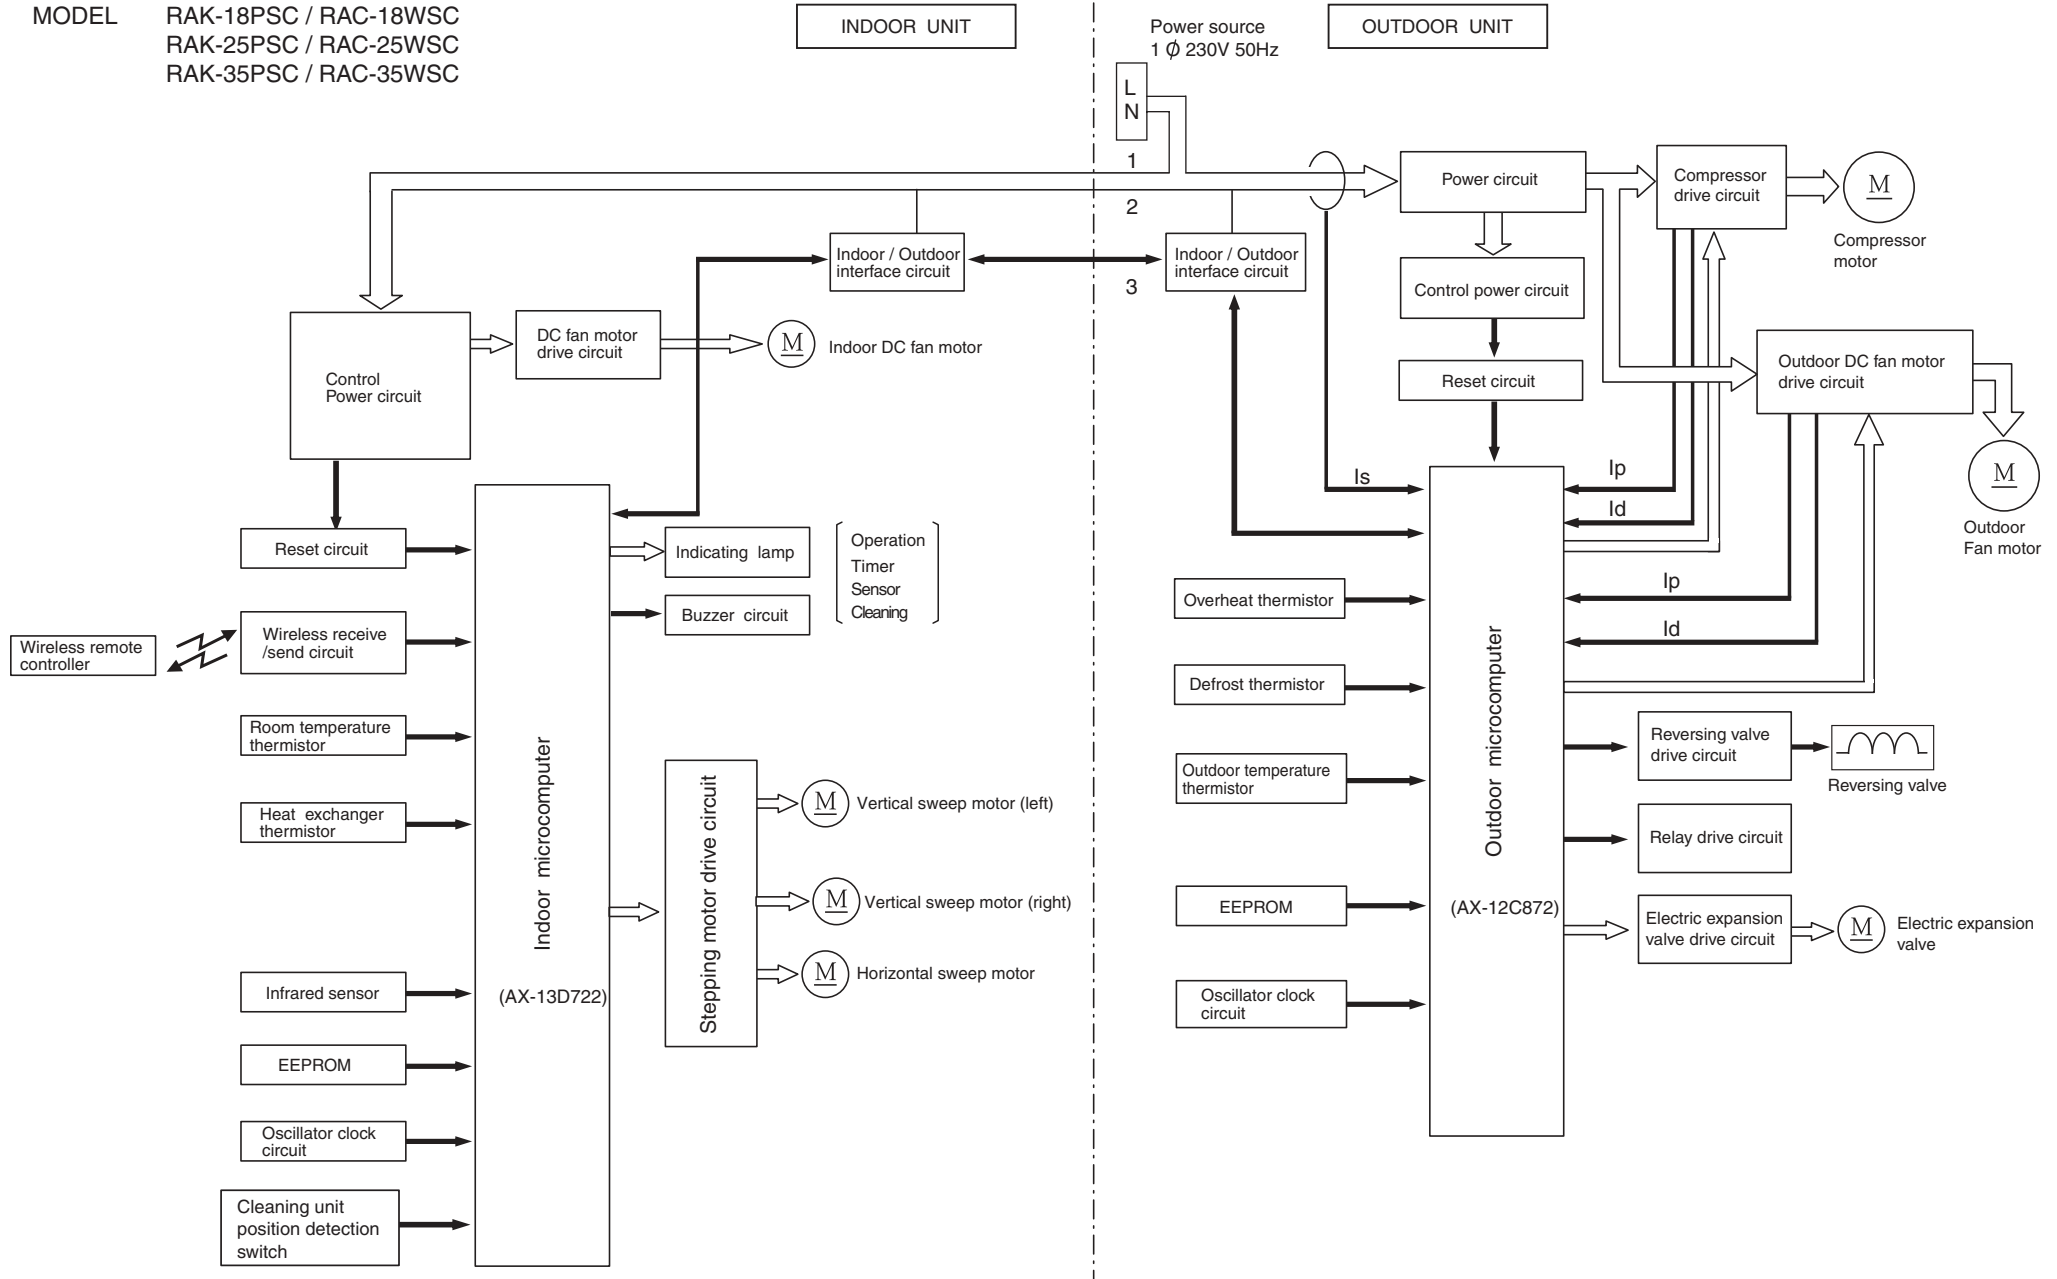 MODEL RAK-18PSC / RAC-18WSC
RAK-25PSC / RAC-25WSC
RAK-35PSC / RAC-35WSC
INDOOR UNIT
Power source
1 Ø 230V 50Hz
OUTDOOR UNIT
L
N
1
2
3
Power circuit
Compressor
drive circuit
M
Compressor
motor
Indoor / Outdoor
interface circuit
Indoor / Outdoor
interface circuit
Control power circuit
Control
Power circuit
DC fan motor
drive circuit
M
Indoor DC fan motor
Reset circuit
Outdoor DC fan motor
drive circuit
M
Outdoor
Fan motor
Is
Ip
Id
Ip
Id
Reset circuit
Indicating lamp
Operation
Timer
Sensor
Cleaning
Buzzer circuit
Wireless remote
controller
Wireless receive
/send circuit
Room temperature
thermistor
Heat exchanger
thermistor
Infrared sensor
EEPROM
Oscillator clock
circuit
Cleaning unit
position detection
switch
Indoor microcomputer
(AX-13D722)
Stepping motor drive circuit
M
Vertical sweep motor (left)
M
Vertical sweep motor (right)
M
Horizontal sweep motor
Overheat thermistor
Defrost thermistor
Outdoor temperature
thermistor
EEPROM
Oscillator clock
circuit
Outdoor microcomputer
(AX-12C872)
Reversing valve
drive circuit
Reversing valve
Relay drive circuit
Electric expansion
valve drive circuit
M
Electric expansion
valve